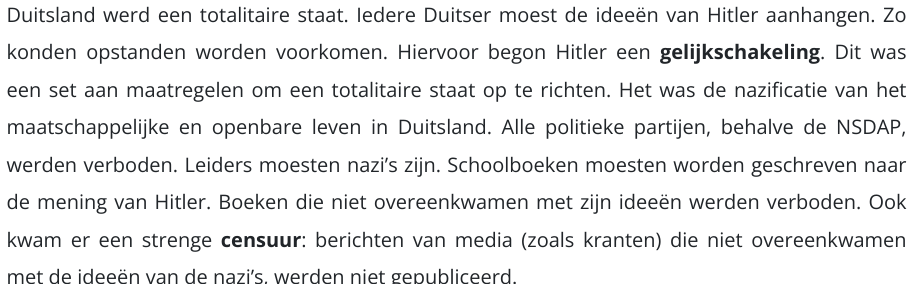 Duitsland werd een totalitaire staat. Iedere Duitser moest de ideeën van Hitler aanhangen. Zo
konden opstanden worden voorkomen. Hiervoor begon Hitler een gelijkschakeling. Dit was
een set aan maatregelen om een totalitaire staat op te richten. Het was de nazificatie van het
maatschappelijke en openbare leven in Duitsland. Alle politieke partijen, behalve de NSDAP,
werden verboden. Leiders moesten nazi’s zijn. Schoolboeken moesten worden geschreven naar
de mening van Hitler. Boeken die niet overeenkwamen met zijn ideeën werden verboden. Ook
kwam er een strenge censuur: berichten van media (zoals kranten) die niet overeenkwamen
met de ideeën van de nazi’s, werden niet gepubliceerd.